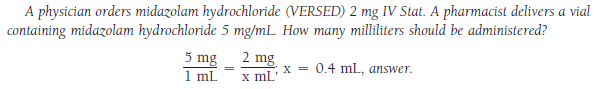 A physician orders midazolam hydrochloride (VERSED) 2 mg IV Stat. A pharmacist delivers a vial
containing midazolam hydrochloride 5 mg/mL. How many milliliters should be administered?
5 mg / 1 mL = 2 mg / x mL, x = 0.4 mL, answer.